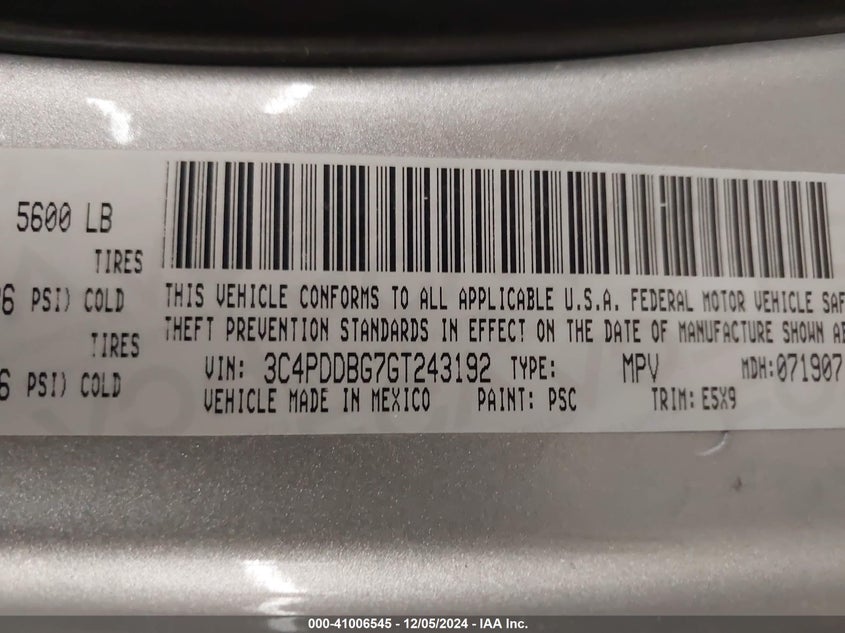 5600 LB
TIRES
6 PSI) COLD
TIRES
6 PSI) COLD
THIS VEHICLE CONFORMS TO ALL APPLICABLE U.S.A. FEDERAL MOTOR VEHICLE SAF
THEFT PREVENTION STANDARDS IN EFFECT ON THE DATE OF MANUFACTURE SHOWN AB
VIN: 3C4PDDBG7GT243192 TYPE: MPV MDH:071907
VEHICLE MADE IN MEXICO PAINT: PSC TRIM: E5X9
000-41006545 - 12/05/2024 - IAA Inc.